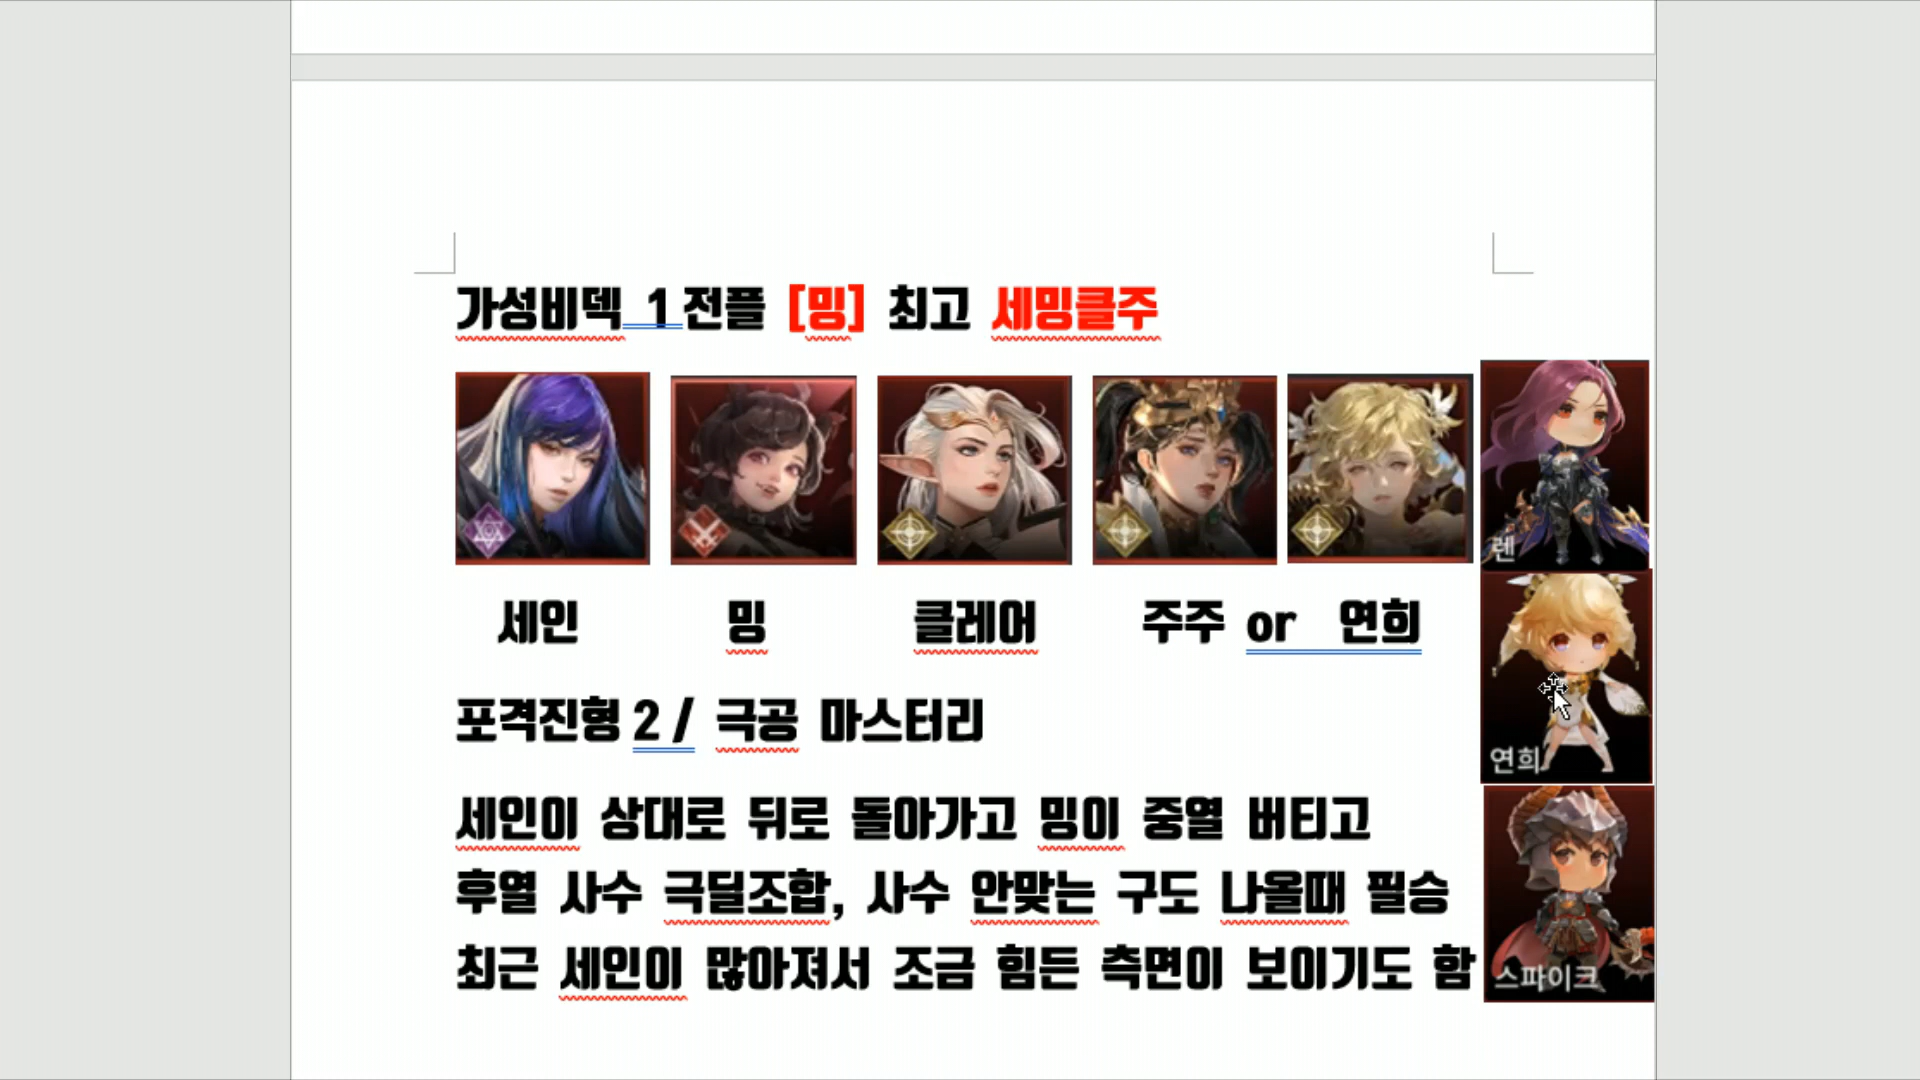 가성비덱 1전플 [밍] 최고 세밍클주
세인 밍 클레어 주주 or 연희
포격진형 2 / 극공 마스터리
세인이 상대로 뒤로 돌아가고 밍이 중열 버티고
후열 사수 극딜조합, 사수 안맞는 구도 나올때 필승
최근 세인이 많아져서 조금 힘든 측면이 보이기도 함
렌
연희
스파이크